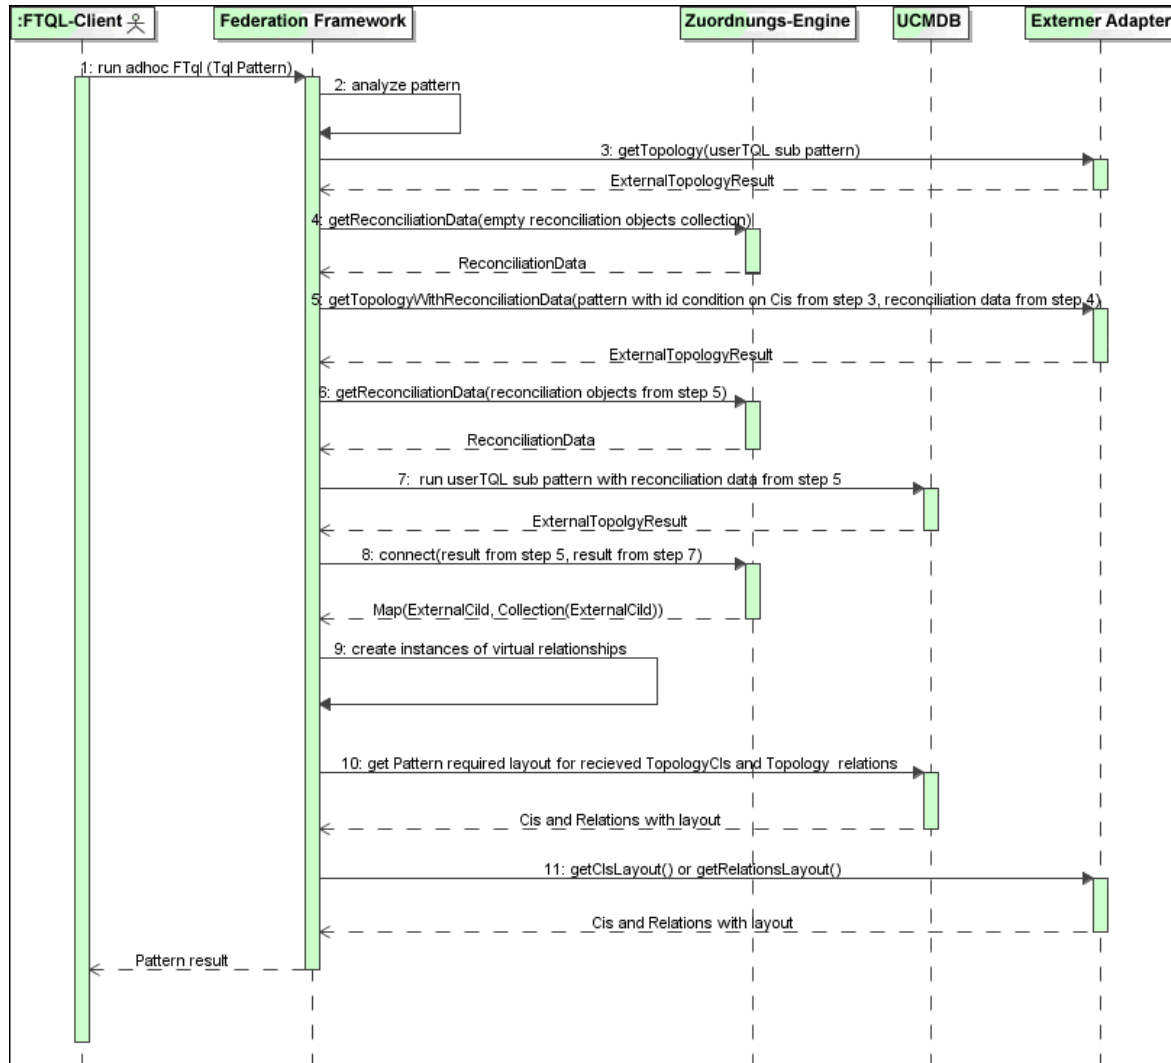 :FTQL-Client
Federation Framework
Zuordnungs-Engine
UCMDB
Externer Adapter
1: run adhoc FTql (Tql Pattern)
2: analyze pattern
3: getTopology(userTQL sub pattern)
ExternalTopologyResult
4: getReconciliationData(empty reconciliation objects collection)
ReconciliationData
5: getTopologyWithReconciliationData(pattern with id condition on Cis from step 3, reconciliation data from step 4)
ExternalTopologyResult
6: getReconciliationData(reconciliation objects from step 5)
ReconciliationData
7: run userTQL sub pattern with reconciliation data from step 5
ExternalTopolgyResult
8: connect(result from step 5, result from step 7)
Map(ExternalCiId, Collection(ExternalCiId))
9: create instances of virtual relationships
10: get Pattern required layout for recieved TopologyCIs and Topology relations
Cis and Relations with layout
11: getCIsLayout() or getRelationsLayout()
Cis and Relations with layout
Pattern result